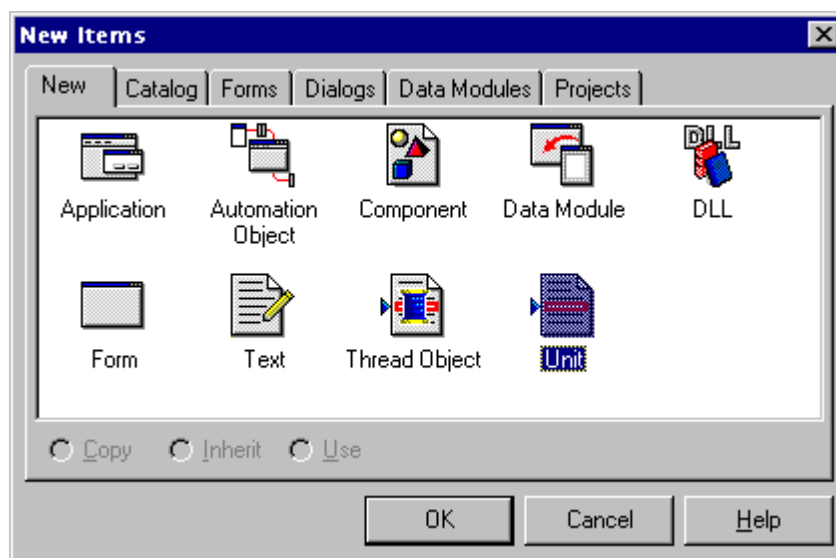 New Items
New Catalog Forms Dialogs Data Modules Projects
DLL
Application Automation Object Component Data Module DLL
Form Text Thread Object Unit
Copy Inherit Use
OK Cancel Help